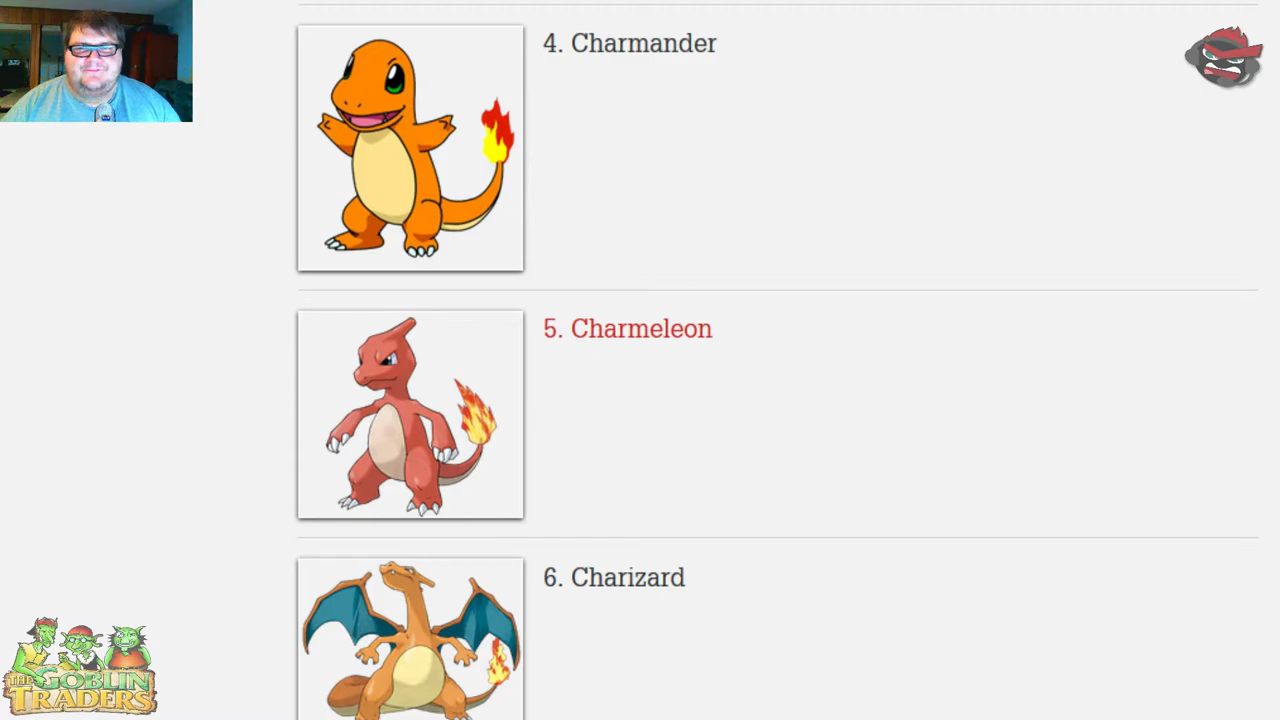 4. Charmander
5. Charmeleon
6. Charizard
THE GOBLIN
TRADERS